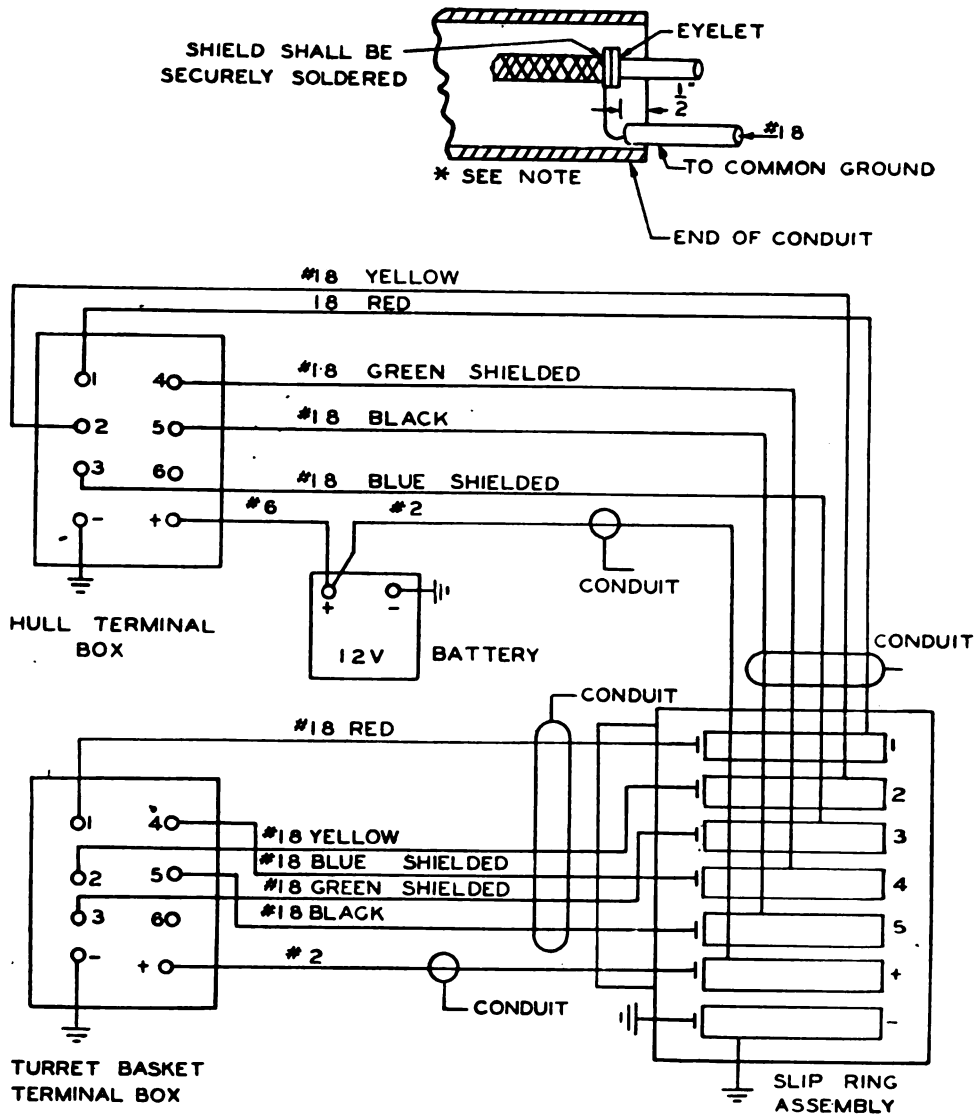 SHIELD SHALL BE
SECURELY SOLDERED
EYELET
1/2"
#18
TO COMMON GROUND
* SEE NOTE
END OF CONDUIT
#18 YELLOW
18 RED
#18 GREEN SHIELDED
#18 BLACK
#18 BLUE SHIELDED
#6
#2
1
4
2
5
3
6
-
+
CONDUIT
HULL TERMINAL
BOX
+
-
12V
BATTERY
CONDUIT
CONDUIT
#18 RED
1
4
#18 YELLOW
#18 BLUE SHIELDED
2
5
#18 GREEN SHIELDED
3
6
#18 BLACK
-
+
#2
CONDUIT
1
2
3
4
5
+
-
TURRET BASKET
TERMINAL BOX
SLIP RING
ASSEMBLY